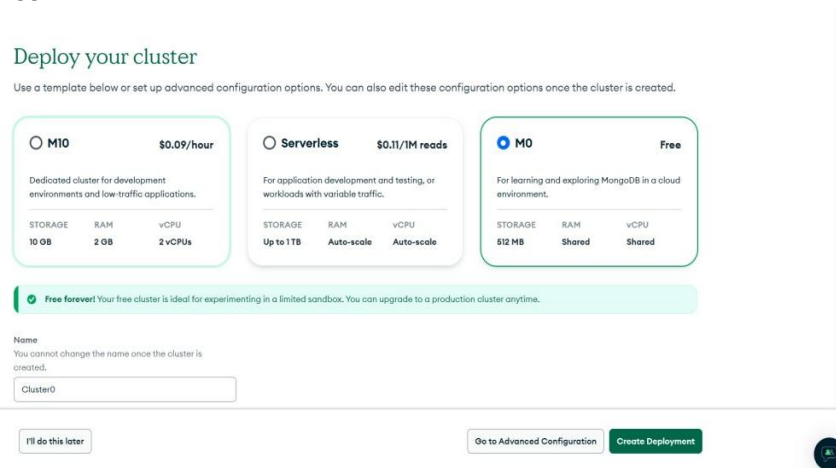 Deploy your cluster
Use a template below or set up advanced configuration options. You can also edit these configuration options once the cluster is created.
M10 $0.09/hour
Dedicated cluster for development
environments and low-traffic applications.
STORAGE RAM vCPU
10 GB 2 GB 2 vCPUs
Serverless $0.11/1M reads
For application development and testing, or
workloads with variable traffic.
STORAGE RAM vCPU
Up to 1 TB Auto-scale Auto-scale
M0 Free
For learning and exploring MongoDB in a cloud
environment.
STORAGE RAM vCPU
512 MB Shared Shared
Free forever! Your free cluster is ideal for experimenting in a limited sandbox. You can upgrade to a production cluster anytime.
Name
You cannot change the name once the cluster is
created.
Cluster0
I'll do this later
Go to Advanced Configuration
Create Deployment